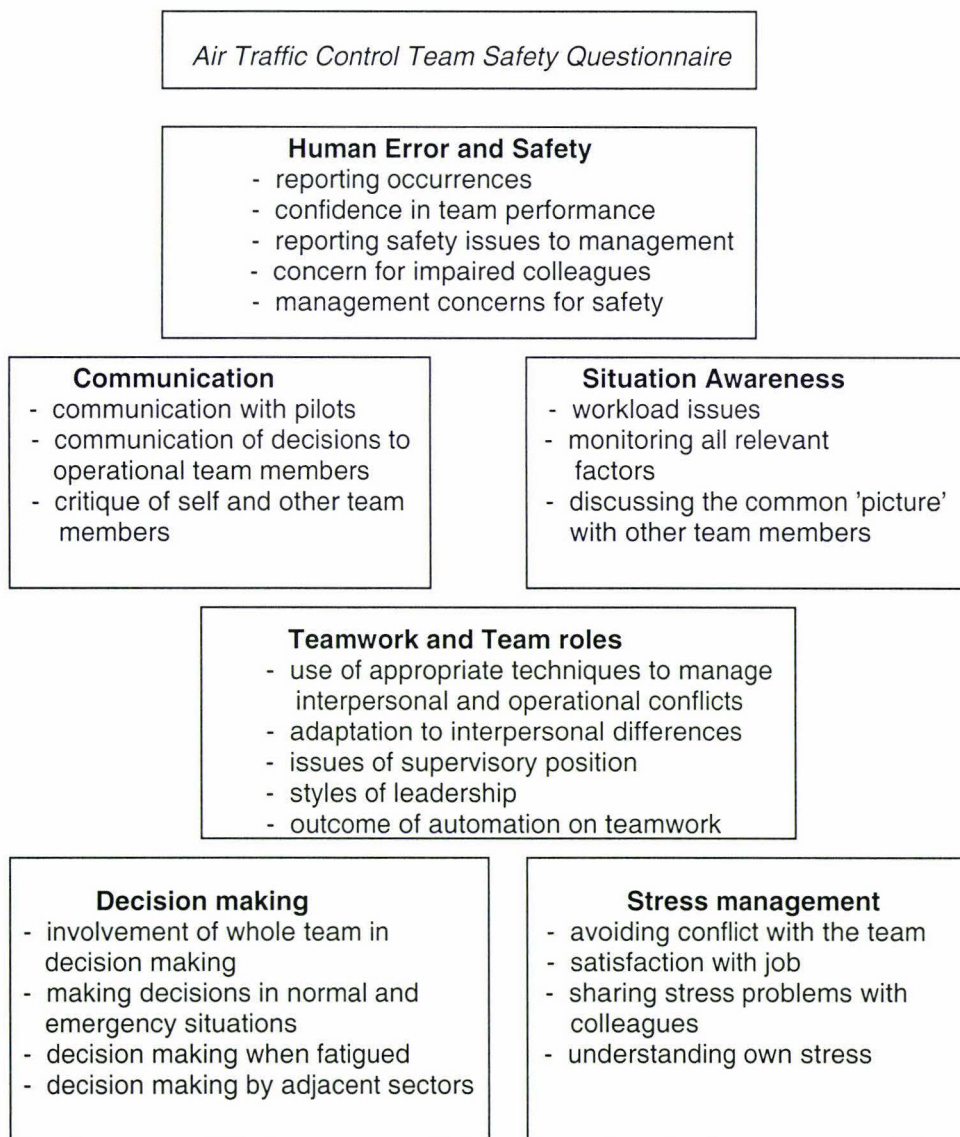 Air Traffic Control Team Safety Questionnaire
Human Error and Safety
- reporting occurrences
- confidence in team performance
- reporting safety issues to management
- concern for impaired colleagues
- management concerns for safety
Communication
- communication with pilots
- communication of decisions to
operational team members
- critique of self and other team
members
Situation Awareness
- workload issues
- monitoring all relevant
factors
- discussing the common 'picture'
with other team members
Teamwork and Team roles
- use of appropriate techniques to manage
interpersonal and operational conflicts
- adaptation to interpersonal differences
- issues of supervisory position
- styles of leadership
- outcome of automation on teamwork
Decision making
- involvement of whole team in
decision making
- making decisions in normal and
emergency situations
- decision making when fatigued
- decision making by adjacent sectors
Stress management
- avoiding conflict with the team
- satisfaction with job
- sharing stress problems with
colleagues
- understanding own stress